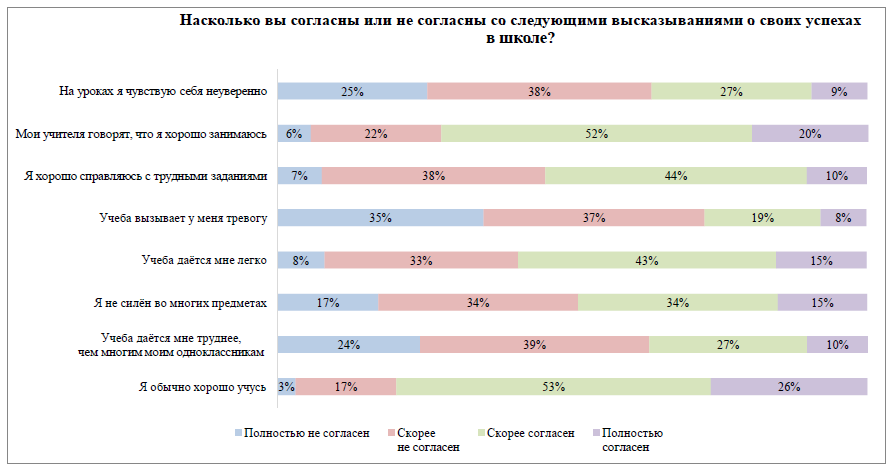 Насколько вы согласны или не согласны со следующими высказываниями о своих успехах
в школе?
На уроках я чувствую себя неуверенно
25% 38% 27% 9%
Мои учителя говорят, что я хорошо занимаюсь
6% 22% 52% 20%
Я хорошо справляюсь с трудными заданиями
7% 38% 44% 10%
Учеба вызывает у меня тревогу
35% 37% 19% 8%
Учеба даётся мне легко
8% 33% 43% 15%
Я не силён во многих предметах
17% 34% 34% 15%
Учеба даётся мне труднее,
чем многим моим одноклассникам
24% 39% 27% 10%
Я обычно хорошо учусь
3% 17% 53% 26%
Полностью не согласен
Скорее
не согласен
Скорее согласен
Полностью
согласен